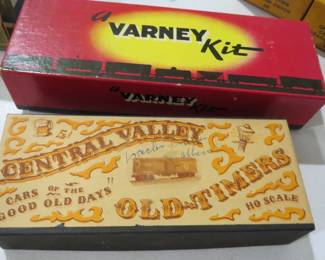 a
VARNEY
Kit
a VARNEY Kit
CENTRAL VALLEY
CARS OF THE
"GOOD OLD DAYS"
OLD-TIMERS
HO SCALE